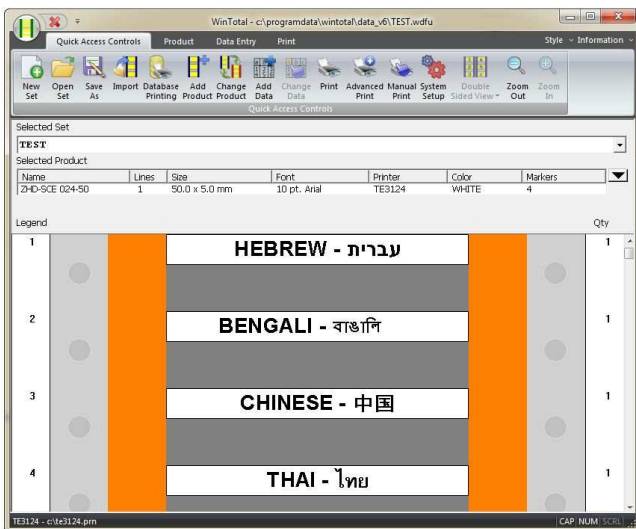 WinTotal - c:\programdata\wintotal\data_v6\TEST.wdfu
Quick Access Controls Product Data Entry Print Style Information
New Set Open Set Save As Import Database Printing Add Product Change Product Add Data Change Data Print Advanced Print Manual Print System Setup Double Sided View Zoom Out Zoom In
Quick Access Controls
Selected Set
TEST
Selected Product
Name Lines Size Font Printer Color Markers
ZHD-SCE 024-50 1 50.0 x 5.0 mm 10 pt. Arial TE3124 WHITE 4
Legend Qty
1 HEBREW - עברית 1
2 BENGALI - বাঙালি 1
3 CHINESE - 中国 1
4 THAI - ไทย 1
TE3124 - c:\te3124.prn CAP NUM SCRL